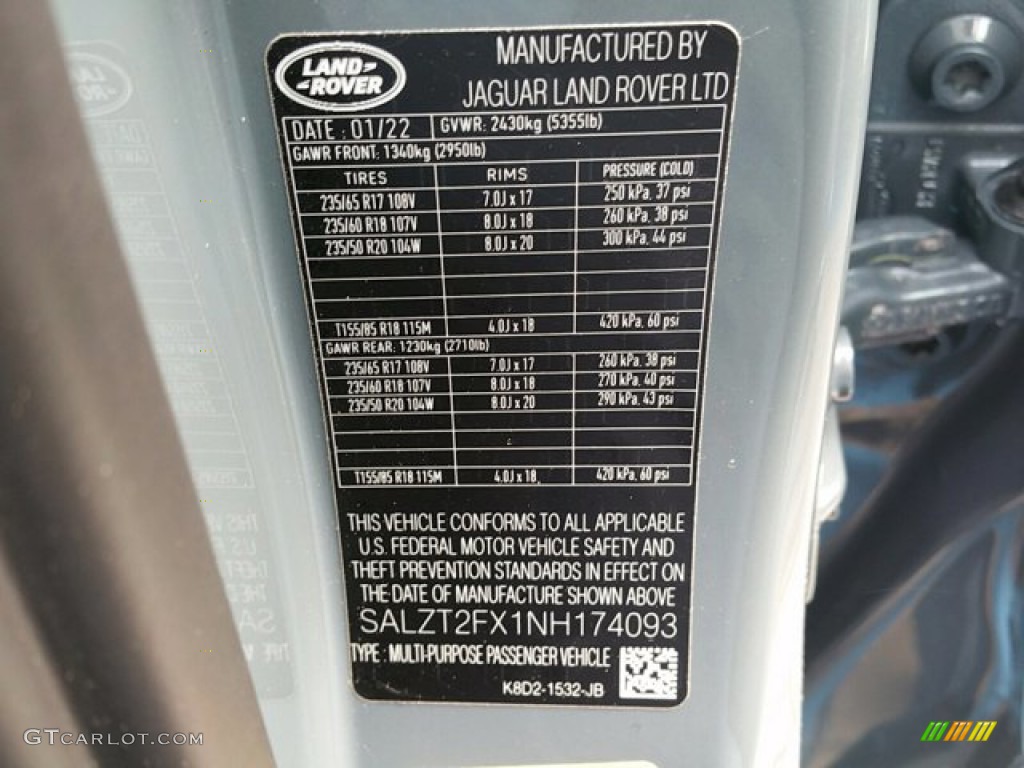 LAND ROVER
MANUFACTURED BY
JAGUAR LAND ROVER LTD
DATE: 01/22 GVWR: 2430kg (5355lb)
GAWR FRONT: 1340kg (2950lb)
TIRES RIMS PRESSURE (COLD)
235/65 R17 108V 7.0J x 17 250 kPa, 37 psi
235/60 R18 107V 8.0J x 18 260 kPa, 38 psi
235/50 R20 104W 8.0J x 20 300 kPa, 44 psi
T155/85 R18 115M 4.0J x 18 420 kPa, 60 psi
GAWR REAR: 1230kg (2710lb)
235/65 R17 108V 7.0J x 17 260 kPa, 38 psi
235/60 R18 107V 8.0J x 18 270 kPa, 40 psi
235/50 R20 104W 8.0J x 20 290 kPa, 43 psi
T155/85 R18 115M 4.0J x 18 420 kPa, 60 psi
THIS VEHICLE CONFORMS TO ALL APPLICABLE
U.S. FEDERAL MOTOR VEHICLE SAFETY AND
THEFT PREVENTION STANDARDS IN EFFECT ON
THE DATE OF MANUFACTURE SHOWN ABOVE
SALZT2FX1NH174093
TYPE: MULTI-PURPOSE PASSENGER VEHICLE
K8D2-1532-JB
GTCARLOT.COM